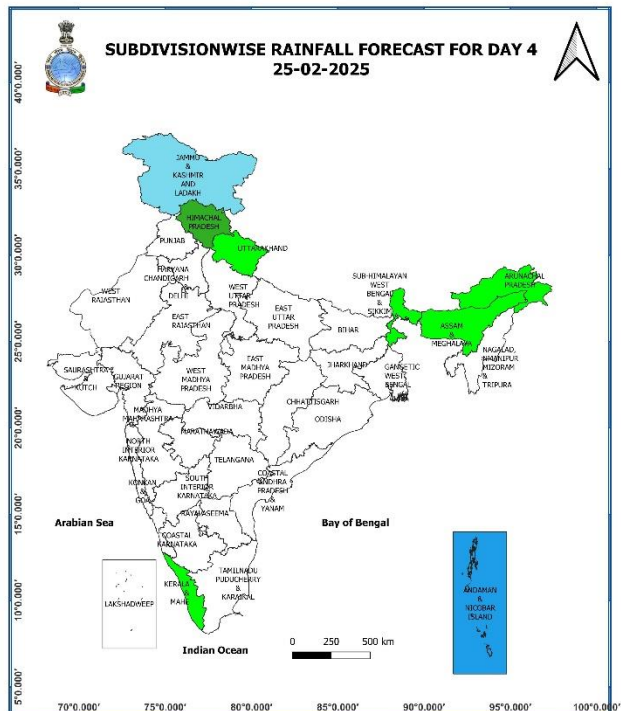 SUBDIVISIONWISE RAINFALL FORECAST FOR DAY 4
25-02-2025
40°0.000'
35°0.000'
30°0.000'
25°0.000'
20°0.000'
15°0.000'
10°0.000'
5°0.000'
JAMMU
&
KASHMIR
AND
LADAKH
HIMACHAL
PRADESH
PUNJAB
UTTARAKHAND
HARYANA
CHANDIGARH
&
DELHI
WEST
UTTAR
PRADESH
EAST
UTTAR
PRADESH
WEST
RAJASTHAN
EAST
RAJASTHAN
SUB-HIMALAYAN
WEST
BENGAL
&
SIKKIM
ARUNACHAL
PRADESH
ASSAM
&
MEGHALAYA
NAGALAD,
MANIPUR
MIZORAM
&
TRIPURA
BIHAR
JHARKHAND
GANGETIC
WEST
BENGAL
SAURASHTRA
&
KUTCH
GUJARAT
REGION
WEST
MADHYA
PRADESH
EAST
MADHYA
PRADESH
CHHATTISGARH
ODISHA
VIDARBHA
MADHYA
MAHARASHTRA
MARATHAWADA
NORTH
INTERIOR
KARNATAKA
TELANGANA
KONKAN
&
GOA
SOUTH
INTERIOR
KARNATAKA
COASTAL
ANDHRA
PRADESH
&
YANAM
RAYALASEEMA
COASTAL
KARNATAKA
Arabian Sea
Bay of Bengal
LAKSHADWEEP
KERALA
&
MAHE
TAMILNADU
PUDUCHERRY
&
KARAIKAL
ANDAMAN
&
NICOBAR
ISLAND
Indian Ocean
0 250 500 km
70°0.000' 75°0.000' 80°0.000' 85°0.000' 90°0.000' 95°0.000' 100°0.000'